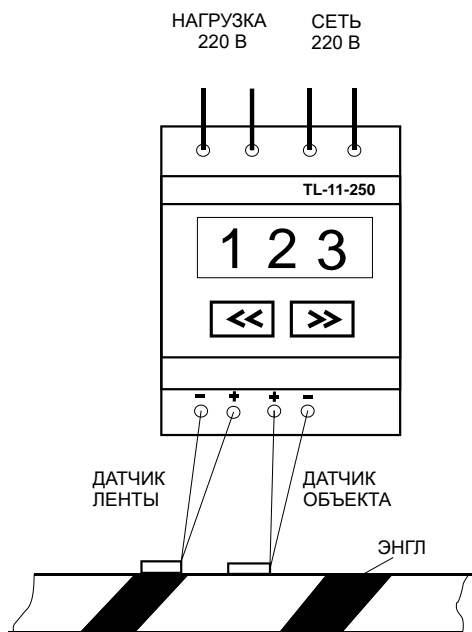 НАГРУЗКА
220 В
СЕТЬ
220 В
TL-11-250
1 2 3
<< >>
- + + -
ДАТЧИК
ЛЕНТЫ
ДАТЧИК
ОБЪЕКТА
ЭНГЛ